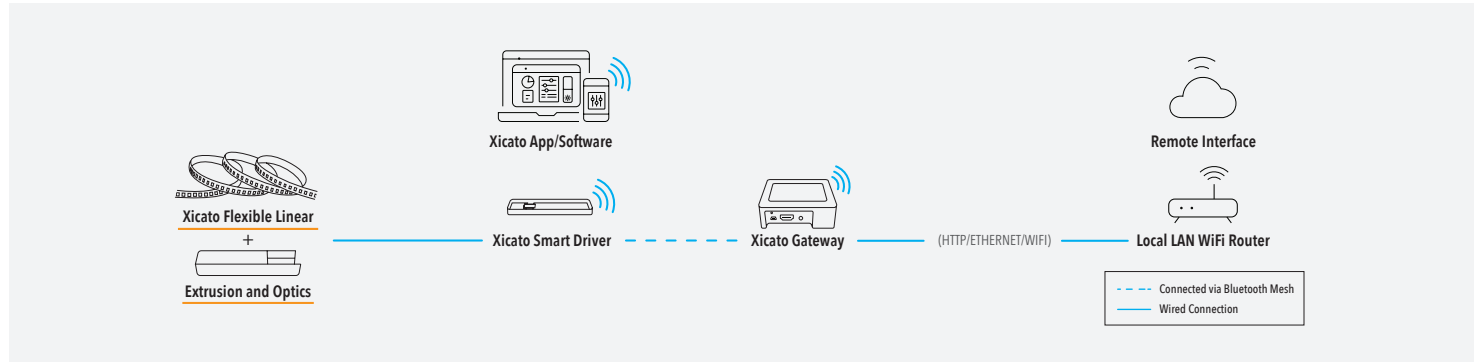 Xicato App/Software
Remote Interface
Xicato Flexible Linear
+
Extrusion and Optics
Xicato Smart Driver
Xicato Gateway
(HTTP/ETHERNET/WIFI)
Local LAN WiFi Router
Connected via Bluetooth Mesh
Wired Connection